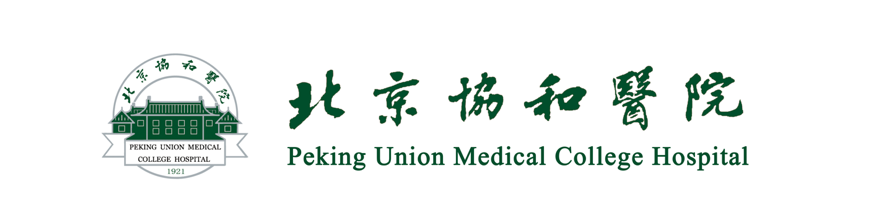 北京協和醫院
PEKING UNION MEDICAL
COLLEGE HOSPITAL
1921
北京協和醫院
Peking Union Medical College Hospital